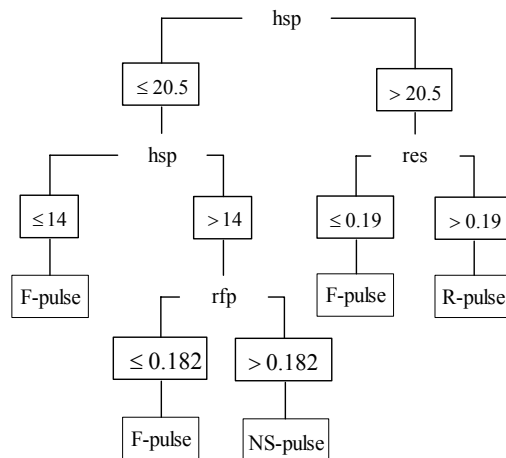 hsp
≤ 20.5
> 20.5
hsp
res
≤14
>14
≤ 0.19
> 0.19
F-pulse
rfp
F-pulse
R-pulse
≤ 0.182
> 0.182
F-pulse
NS-pulse